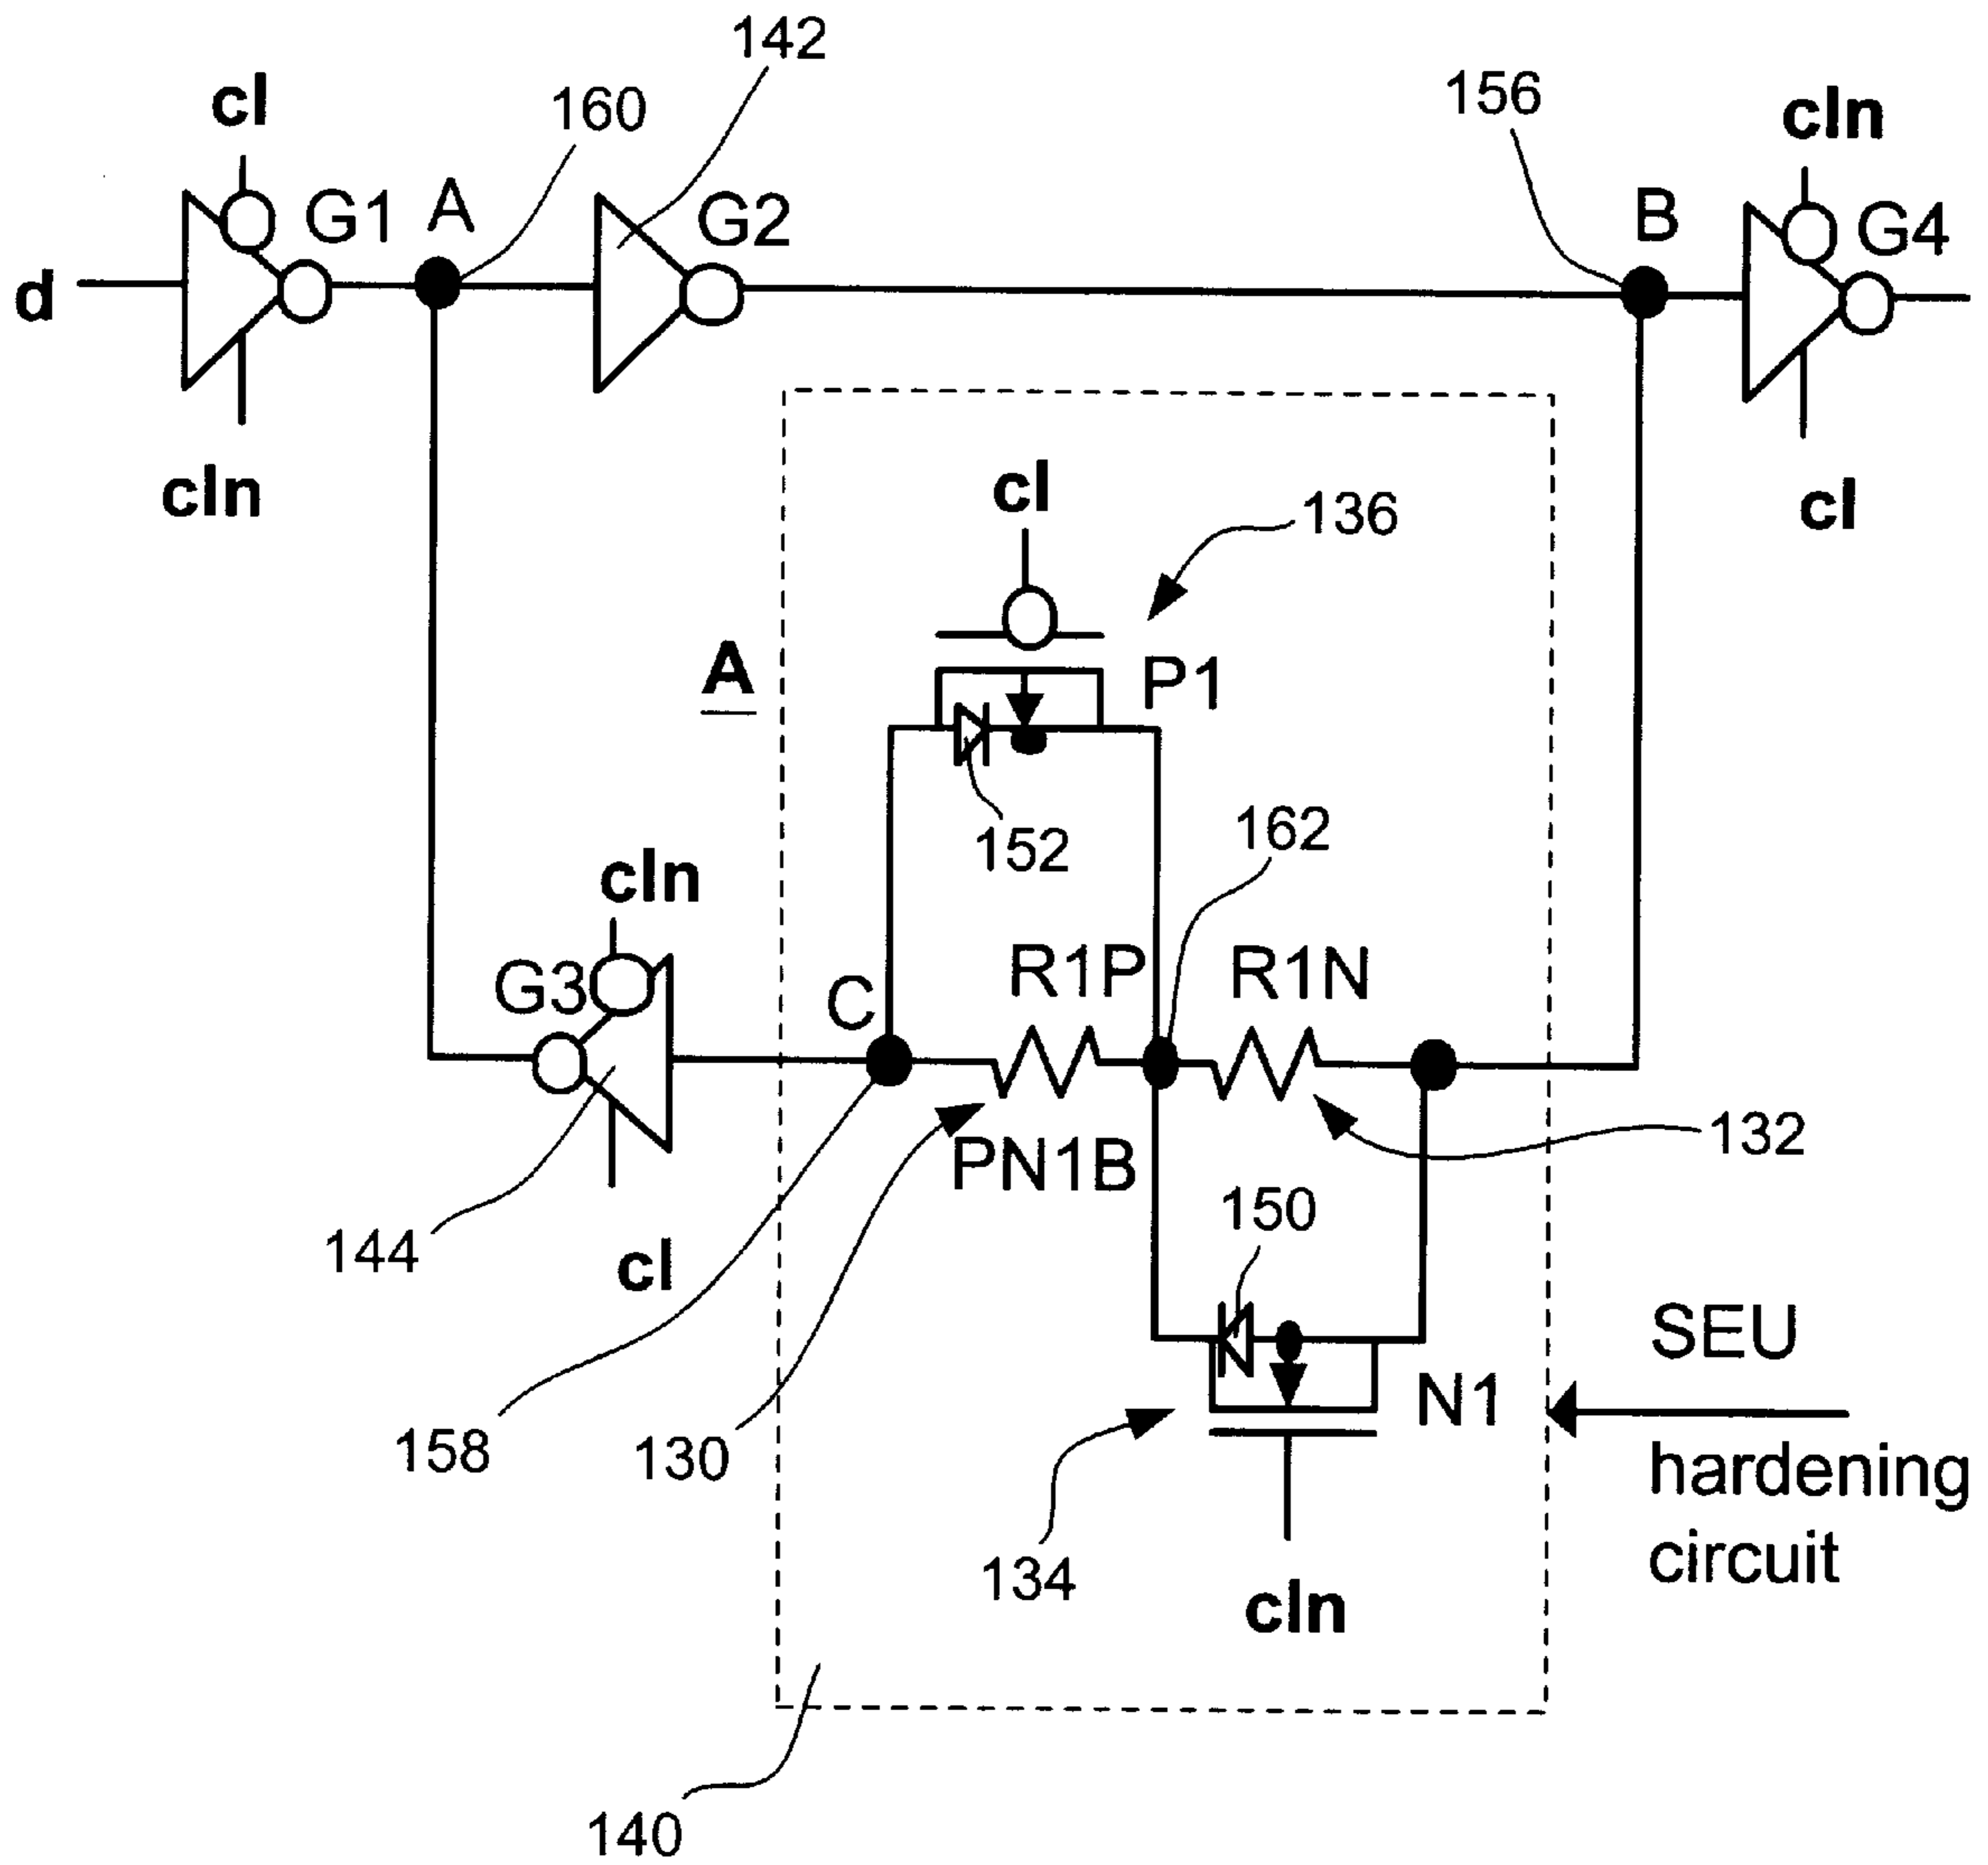 142
cl
160
156
cln
G1
A
G2
B
G4
d
cln
cl
cl
136
A
P1
152
162
cln
G3
C
R1P
R1N
PN1B
132
144
cl
150
SEU
158
130
N1
hardening
134
circuit
cln
140